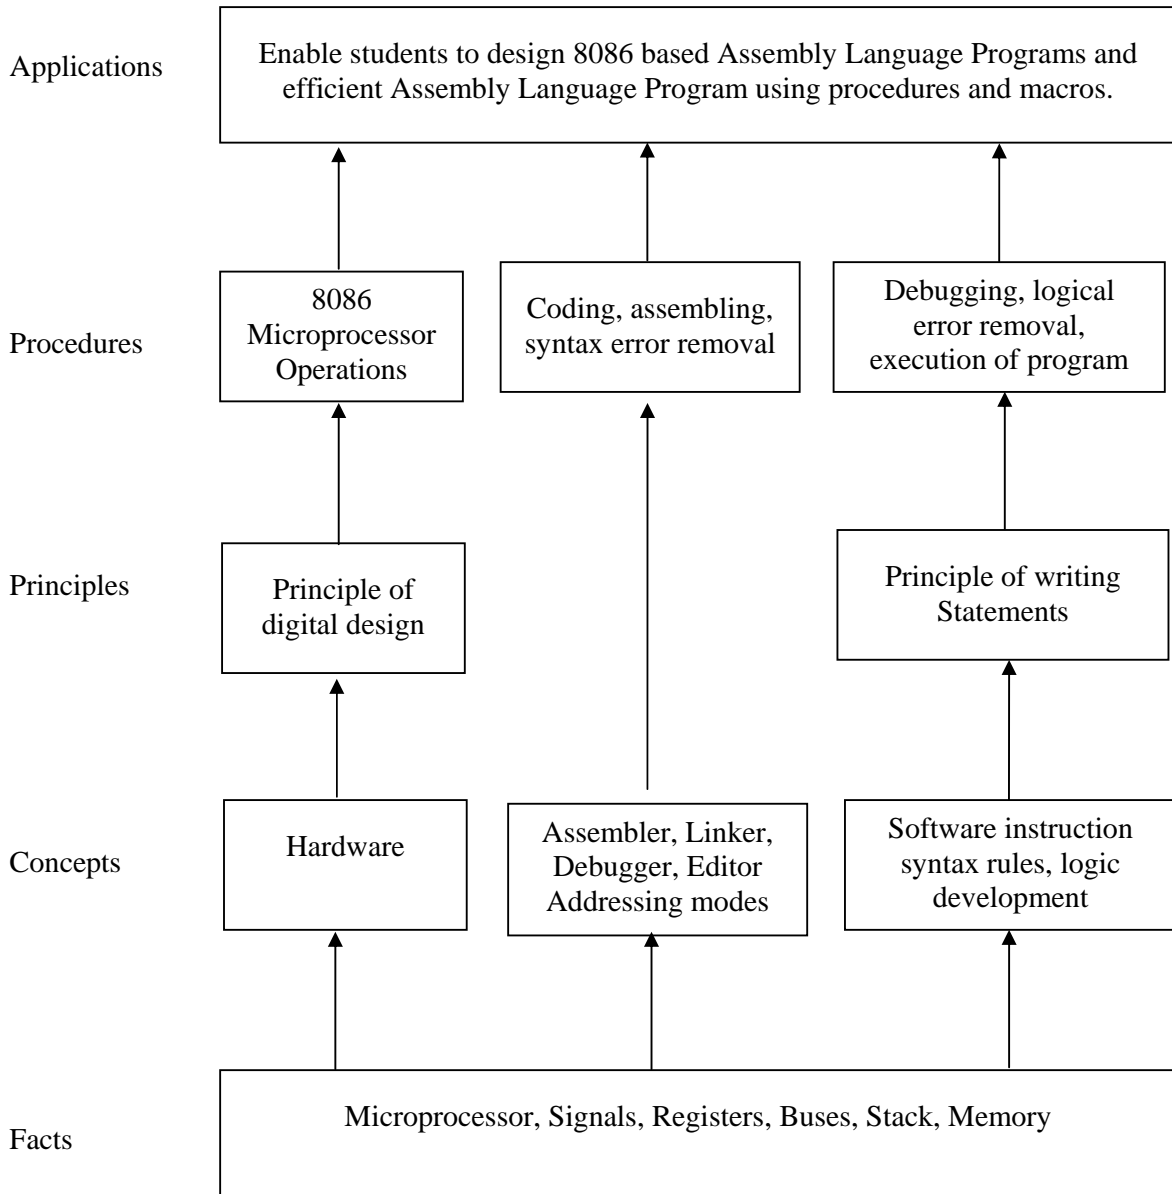 Applications
Enable students to design 8086 based Assembly Language Programs and
efficient Assembly Language Program using procedures and macros.
Procedures
8086
Microprocessor
Operations
Coding, assembling,
syntax error removal
Debugging, logical
error removal,
execution of program
Principles
Principle of
digital design
Principle of writing
Statements
Concepts
Hardware
Assembler, Linker,
Debugger, Editor
Addressing modes
Software instruction
syntax rules, logic
development
Facts
Microprocessor, Signals, Registers, Buses, Stack, Memory